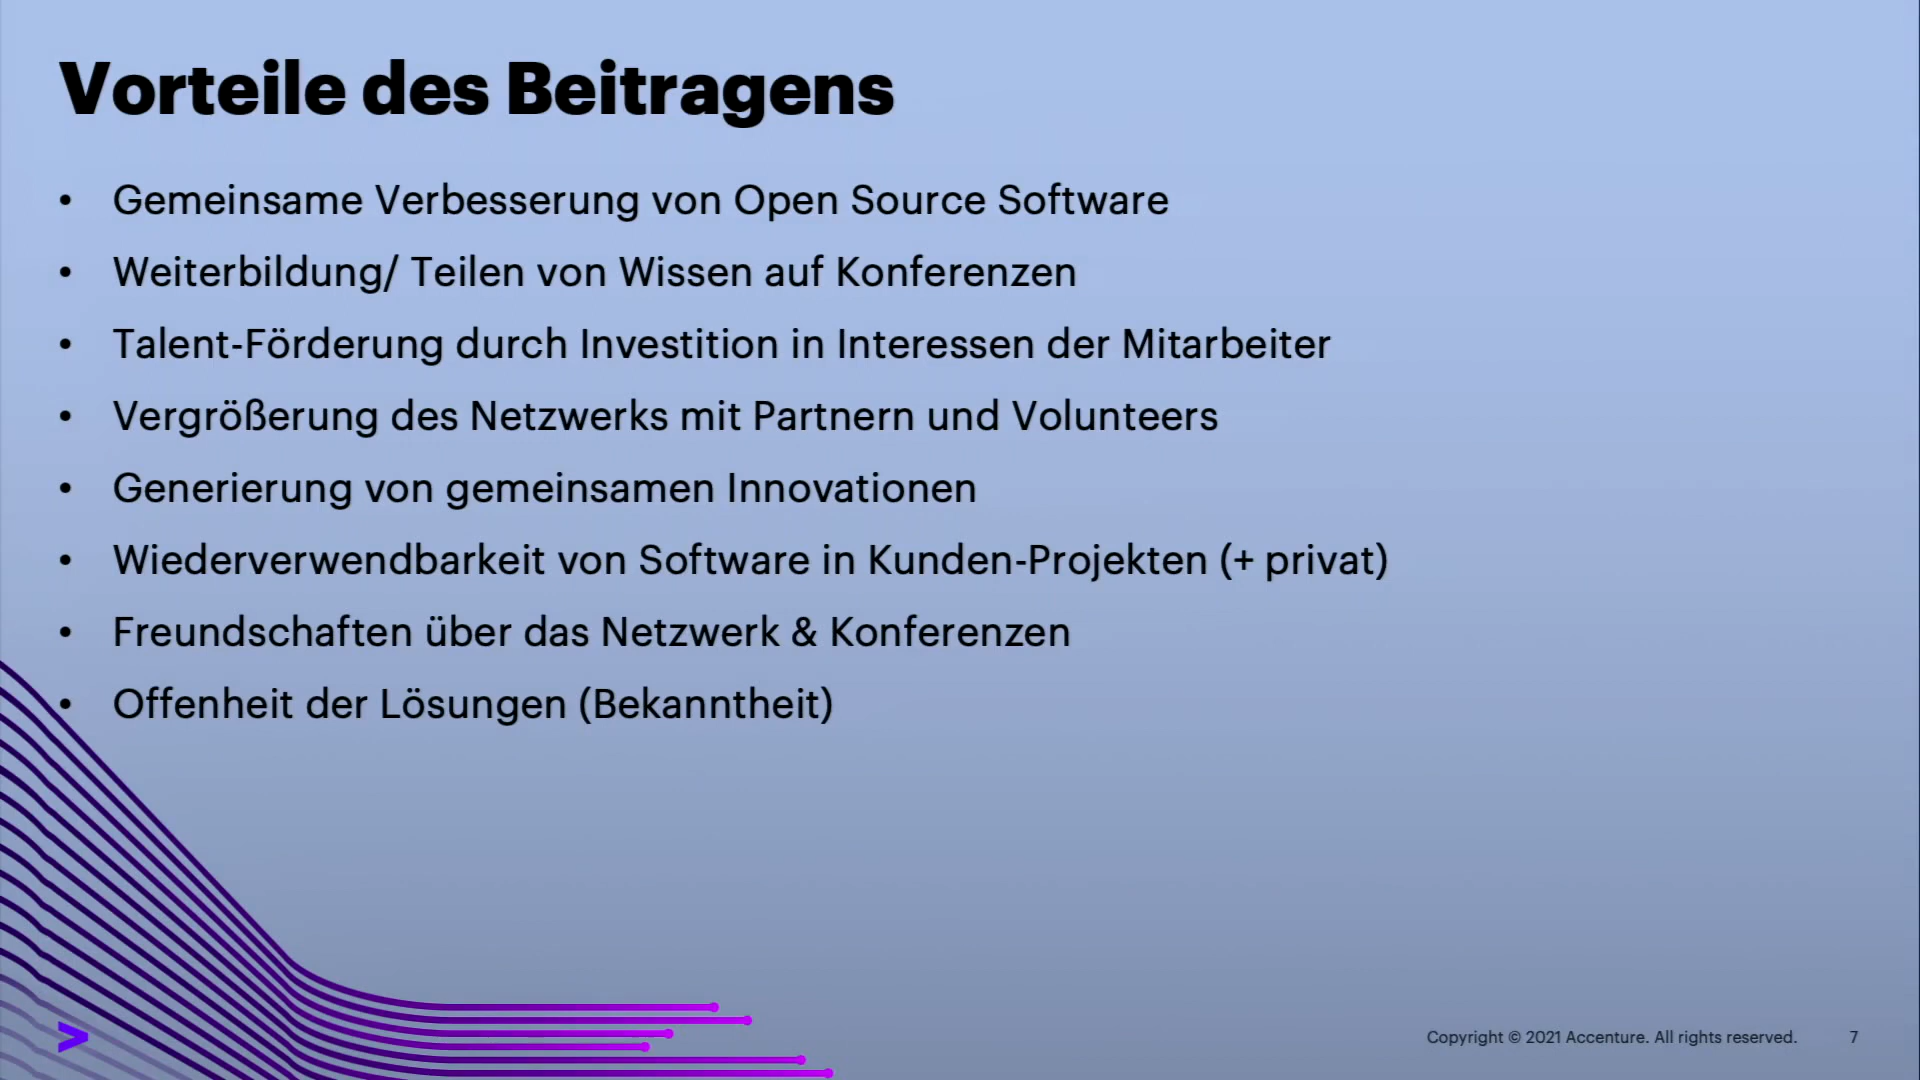 Vorteile des Beitragens
• Gemeinsame Verbesserung von Open Source Software
• Weiterbildung/ Teilen von Wissen auf Konferenzen
• Talent-Förderung durch Investition in Interessen der Mitarbeiter
• Vergrößerung des Netzwerks mit Partnern und Volunteers
• Generierung von gemeinsamen Innovationen
• Wiederverwendbarkeit von Software in Kunden-Projekten (+ privat)
• Freundschaften über das Netzwerk & Konferenzen
• Offenheit der Lösungen (Bekanntheit)
Copyright © 2021 Accenture. All rights reserved. 7